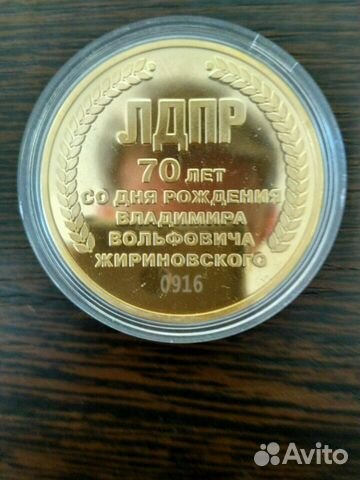 ЛДПР
70 ЛЕТ
СО ДНЯ РОЖДЕНИЯ
ВЛАДИМИРА
ВОЛЬФОВИЧА
ЖИРИНОВСКОГО
0916
Avito